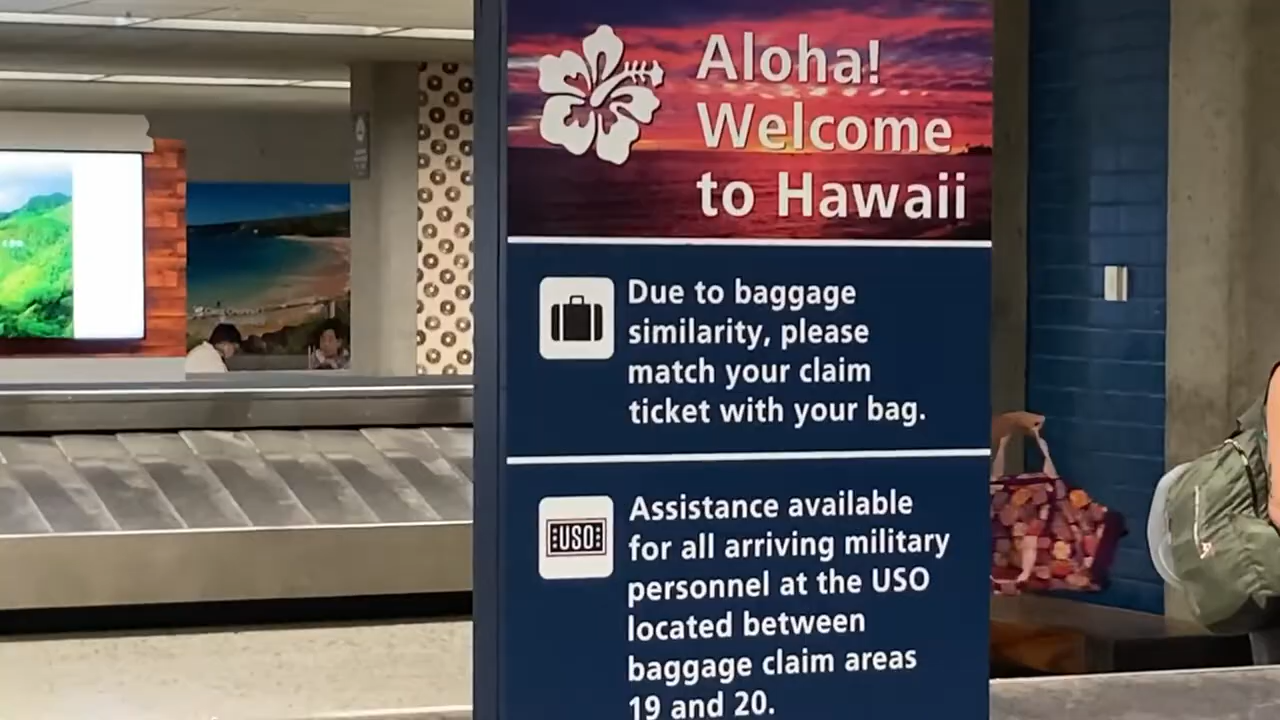 Aloha!
Welcome
to Hawaii
Due to baggage
similarity, please
match your claim
ticket with your bag.
USO
Assistance available
for all arriving military
personnel at the USO
located between
baggage claim areas
19 and 20.